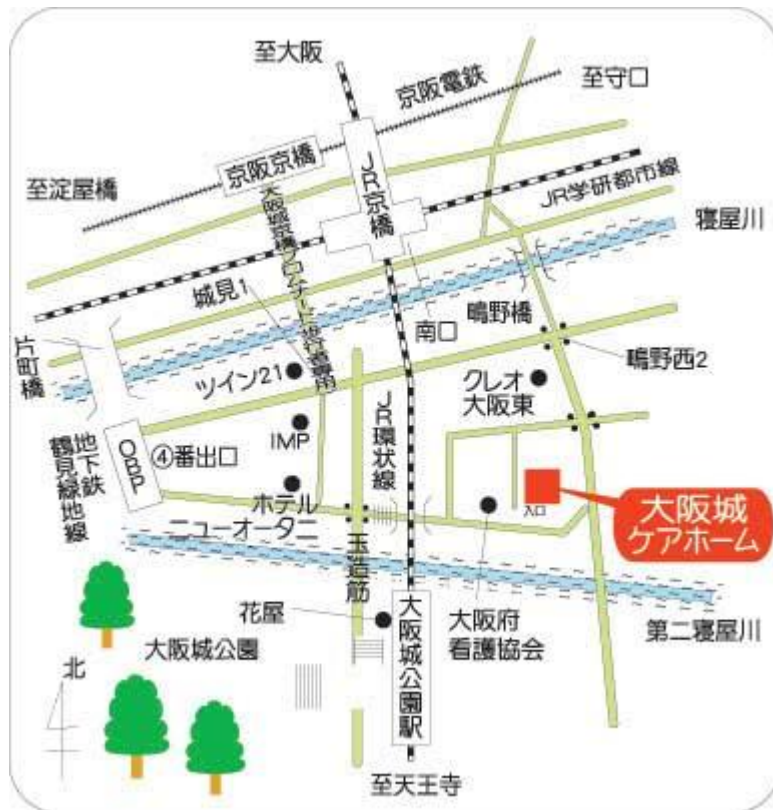 至大阪
京阪電鉄
至守口
京阪京橋
JR京橋
至淀屋橋
JR学研都市線
寝屋川
大阪城京橋プロムナード歩行者専用
城見1
南口
鴫野橋
片町橋
ツイン21
鴫野西2
クレオ
大阪東
JR環状線
IMP
OBP
④番出口
地下鉄
鶴見線地線
ホテル
ニューオータニ
入口
大阪城
ケアホーム
玉造筋
花屋
大阪府
看護協会
第二寝屋川
大阪城公園
大阪城公園駅
北
至天王寺